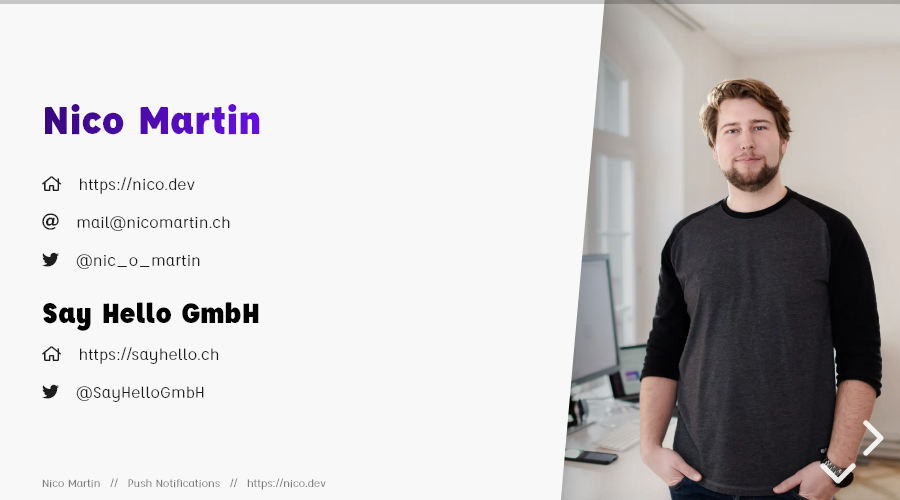 Nico Martin
https://nico.dev
mail@nicomartin.ch
@nic_o_martin
Say Hello GmbH
https://sayhello.ch
@SayHelloGmbH
Nico Martin // Push Notifications // https://nico.dev